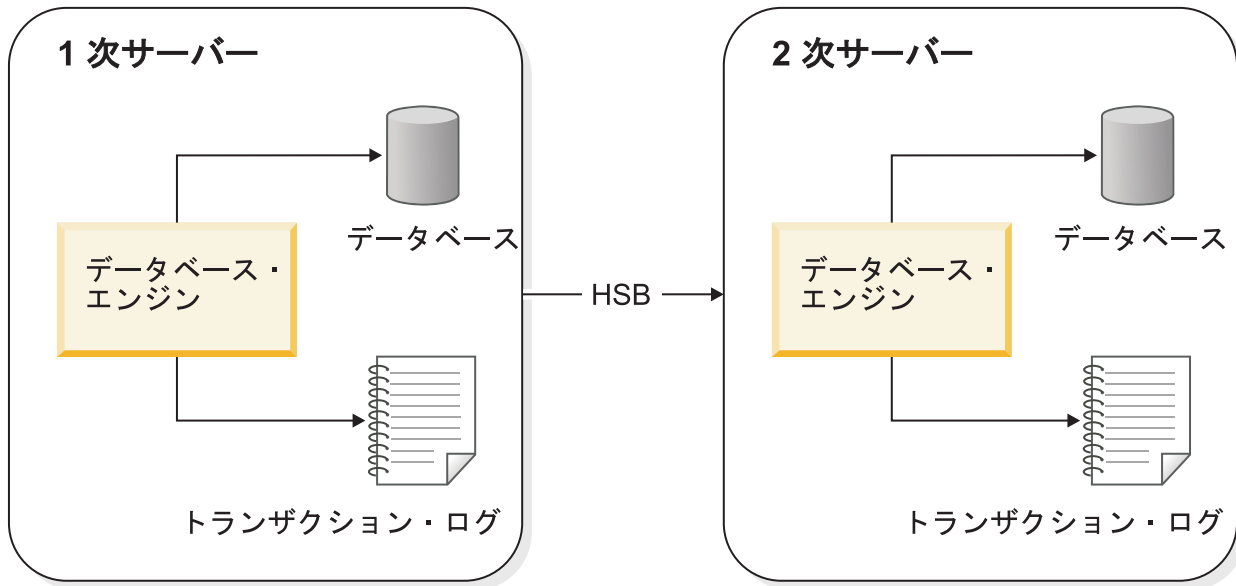 1 次サーバー
データベース
データベース・
エンジン
トランザクション・ログ
HSB
2 次サーバー
データベース
データベース・
エンジン
トランザクション・ログ